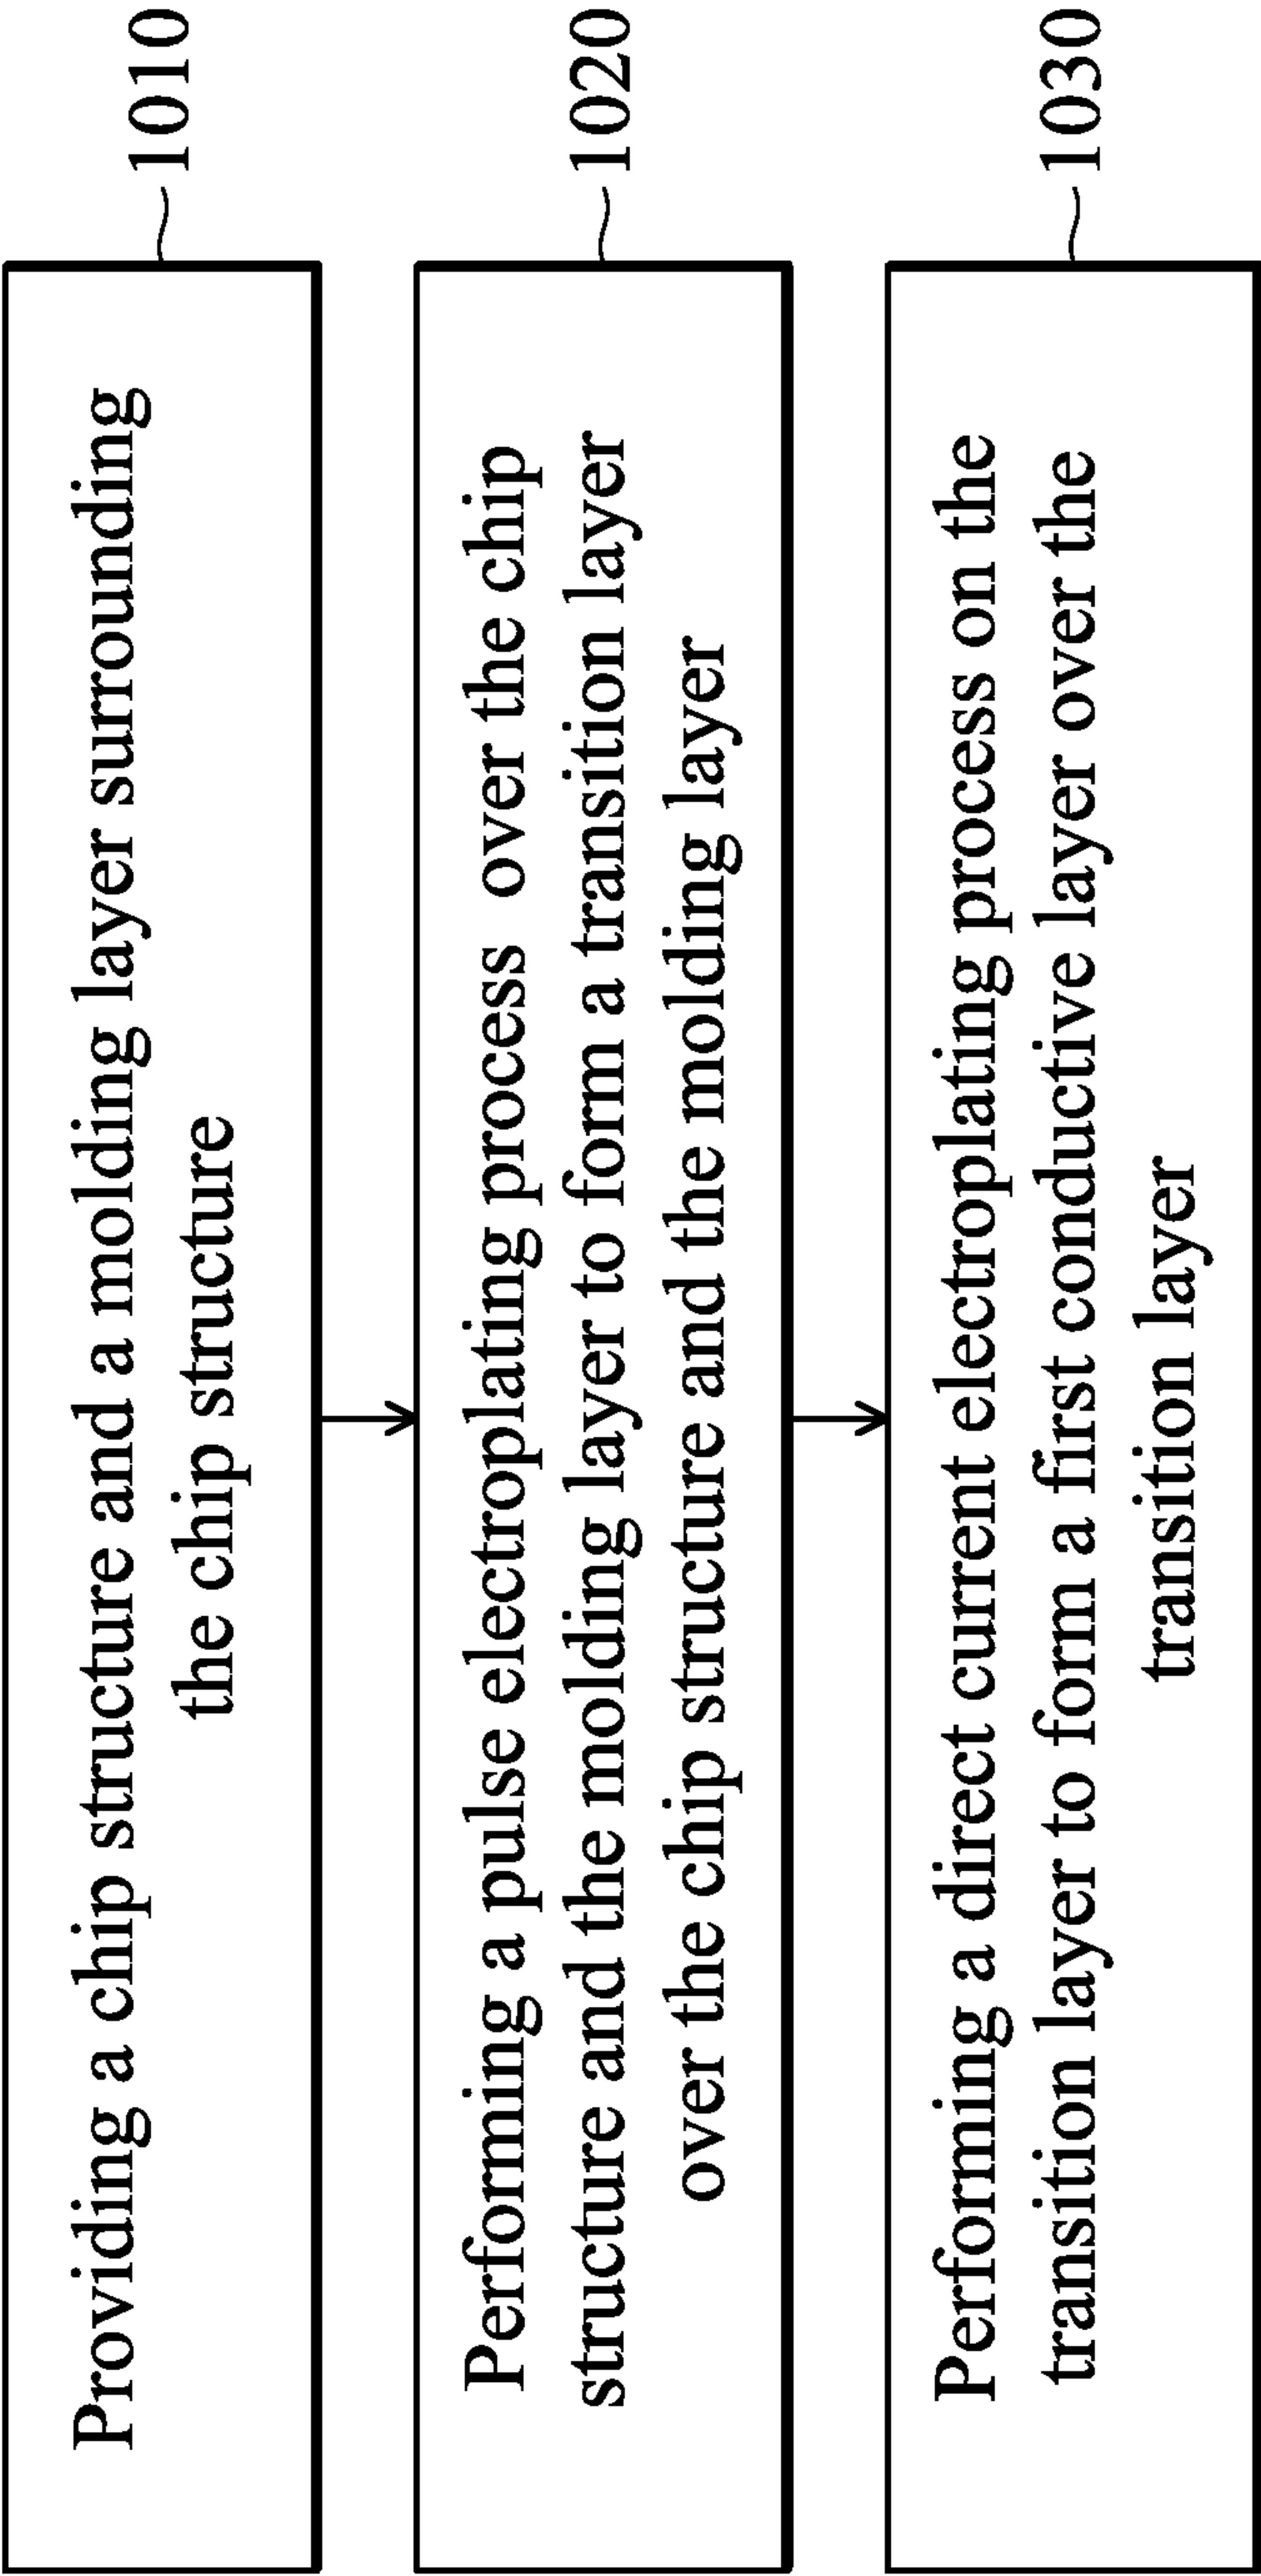 Providing a chip structure and a molding layer surrounding
the chip structure
1010
Performing a pulse electroplating process over the chip
structure and the molding layer to form a transition layer
over the chip structure and the molding layer
1020
Performing a direct current electroplating process on the
transition layer to form a first conductive layer over the
transition layer
1030